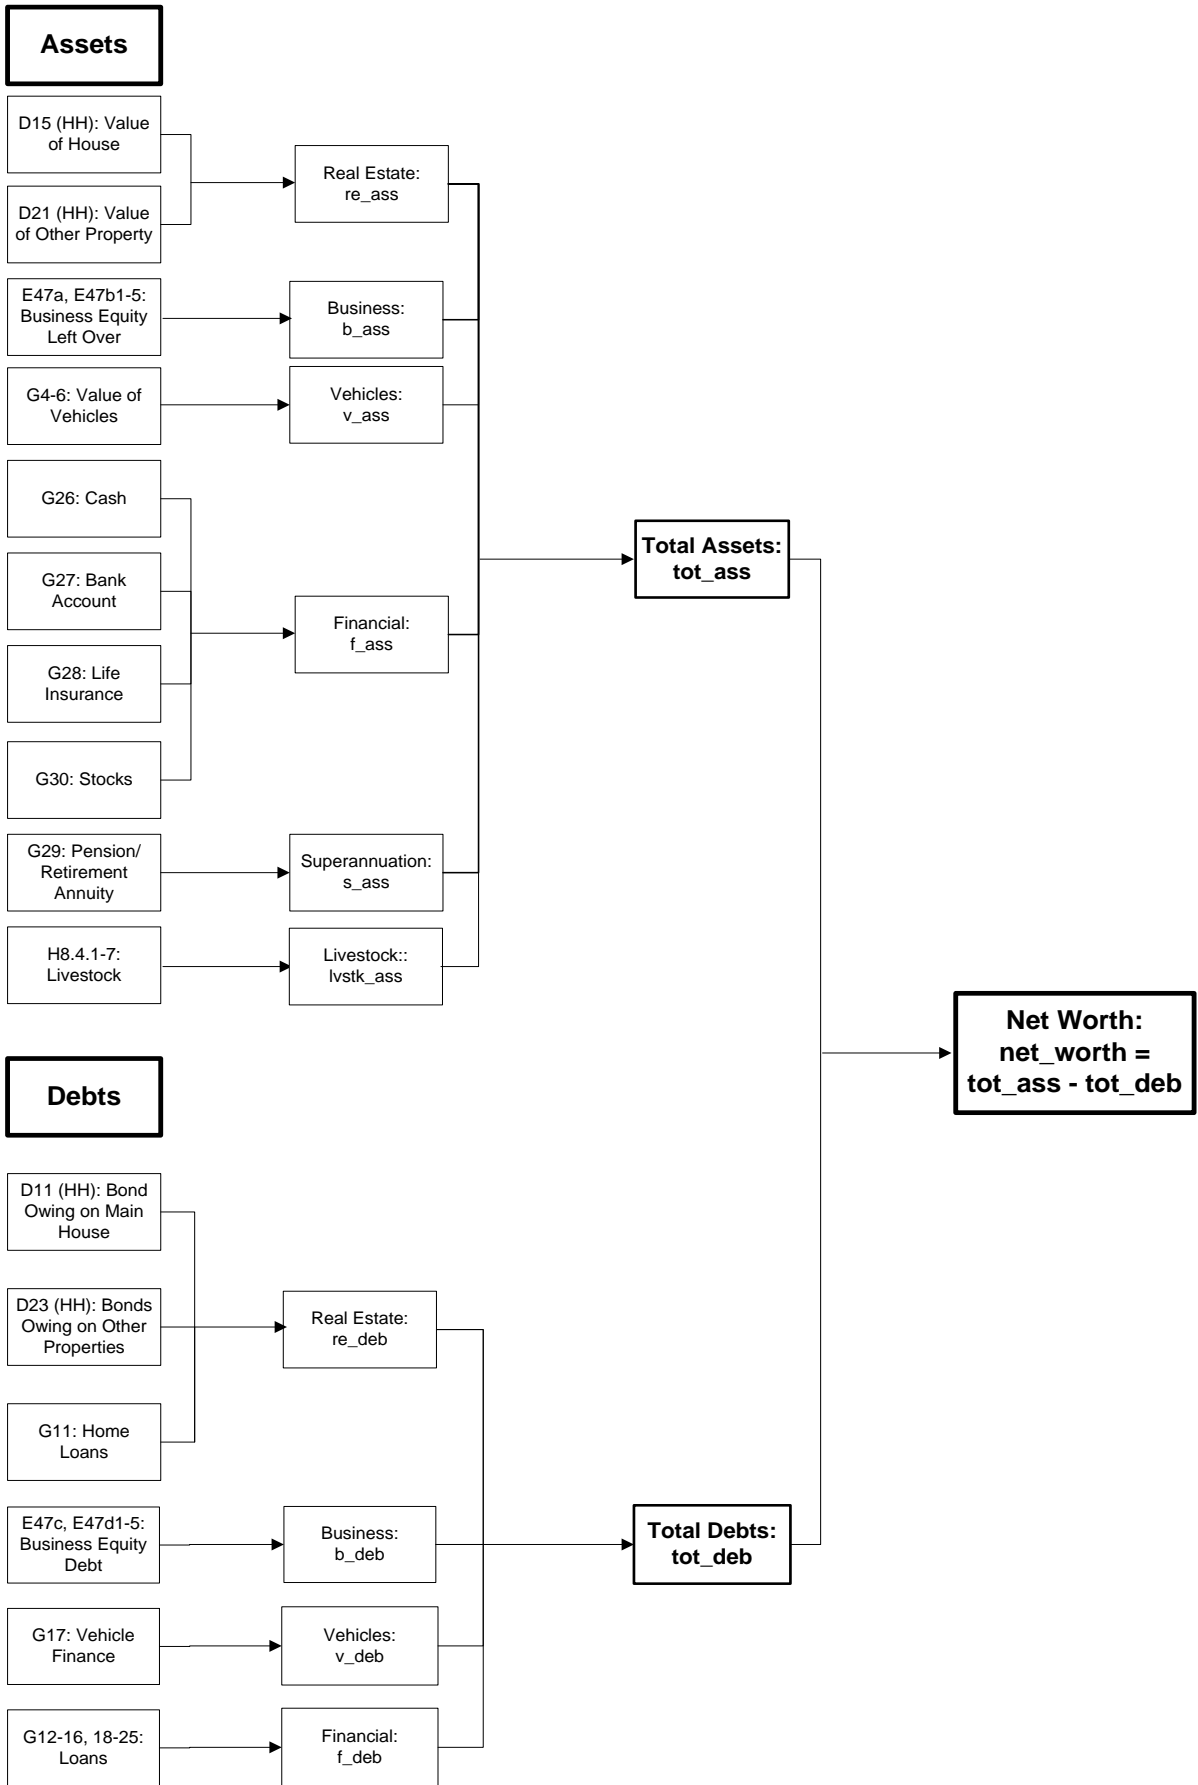 Assets
D15 (HH): Value
of House
D21 (HH): Value
of Other Property
Real Estate:
re_ass
E47a, E47b1-5:
Business Equity
Left Over
Business:
b_ass
G4-6: Value of
Vehicles
Vehicles:
v_ass
G26: Cash
G27: Bank
Account
G28: Life
Insurance
G30: Stocks
Financial:
f_ass
G29: Pension/
Retirement
Annuity
Superannuation:
s_ass
H8.4.1-7:
Livestock
Livestock::
lvstk_ass
Total Assets:
tot_ass
Net Worth:
net_worth =
tot_ass - tot_deb
Debts
D11 (HH): Bond
Owing on Main
House
D23 (HH): Bonds
Owing on Other
Properties
G11: Home
Loans
Real Estate:
re_deb
E47c, E47d1-5:
Business Equity
Debt
Business:
b_deb
G17: Vehicle
Finance
Vehicles:
v_deb
G12-16, 18-25:
Loans
Financial:
f_deb
Total Debts:
tot_deb